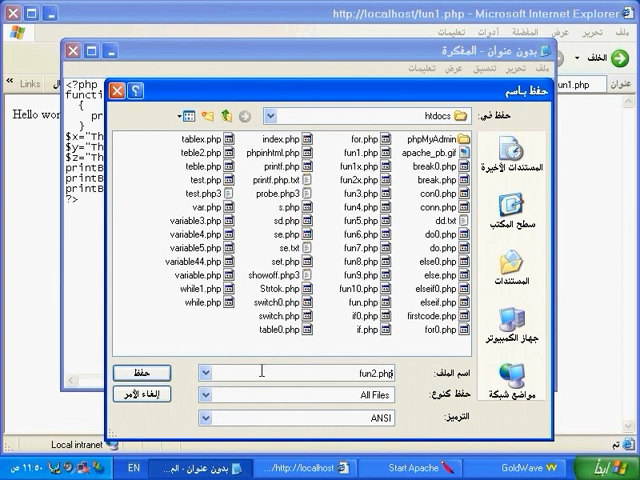 http://localhost/fun1.php - Microsoft Internet Explorer
ملف تحرير عرض المفضلة أدوات تعليمات
الخلف
عنوان
fun1.php
Links
Hello wor
بدون عنوان - المفكرة
ملف تحرير تنسيق عرض تعليمات
<?php
functi
{
pr
}
$x="Th
$y="Th
$z="Th
printB
printB
printB
?>
حفظ باسم
حفظ في:
htdocs
المستندات الأخيرة
سطح المكتب
المستندات
جهاز الكمبيوتر
مواضع شبكة
phpMyAdmin
apache_pb.gif
break0.php
break.php
con0.php
conn.php
dd.txt
do0.php
do.php
else0.php
else.php
elseif0.php
elseif.php
firstcode.php
for0.php
for.php
fun1.php
fun1x.php
fun2x.php
fun3.php
fun4.php
fun5.php
fun6.php
fun7.php
fun8.php
fun9.php
fun10.php
fun.php
if0.php
if.php
index.php
phpinhtml.php
printf.php
printf.php.txt
probe.php3
s.php
sd.php
se.php
se.txt
set.php
showoff.php3
Strtok.php
switch0.php
switch.php
table0.php
tablex.php
teble2.php
teble.php
test.php
test.php3
var.php
variable3.php
variable4.php
variable5.php
variable44.php
variable.php
while1.php
while.php
اسم الملف:
fun2.php
حفظ
حفظ كنوع:
All Files
إلغاء الأمر
الترميز:
ANSI
تم
Local intranet
ابدأ
GoldWave
Start Apache
http://localhost/...
بدون عنوان - الم...
EN
١١:٥٠ ص